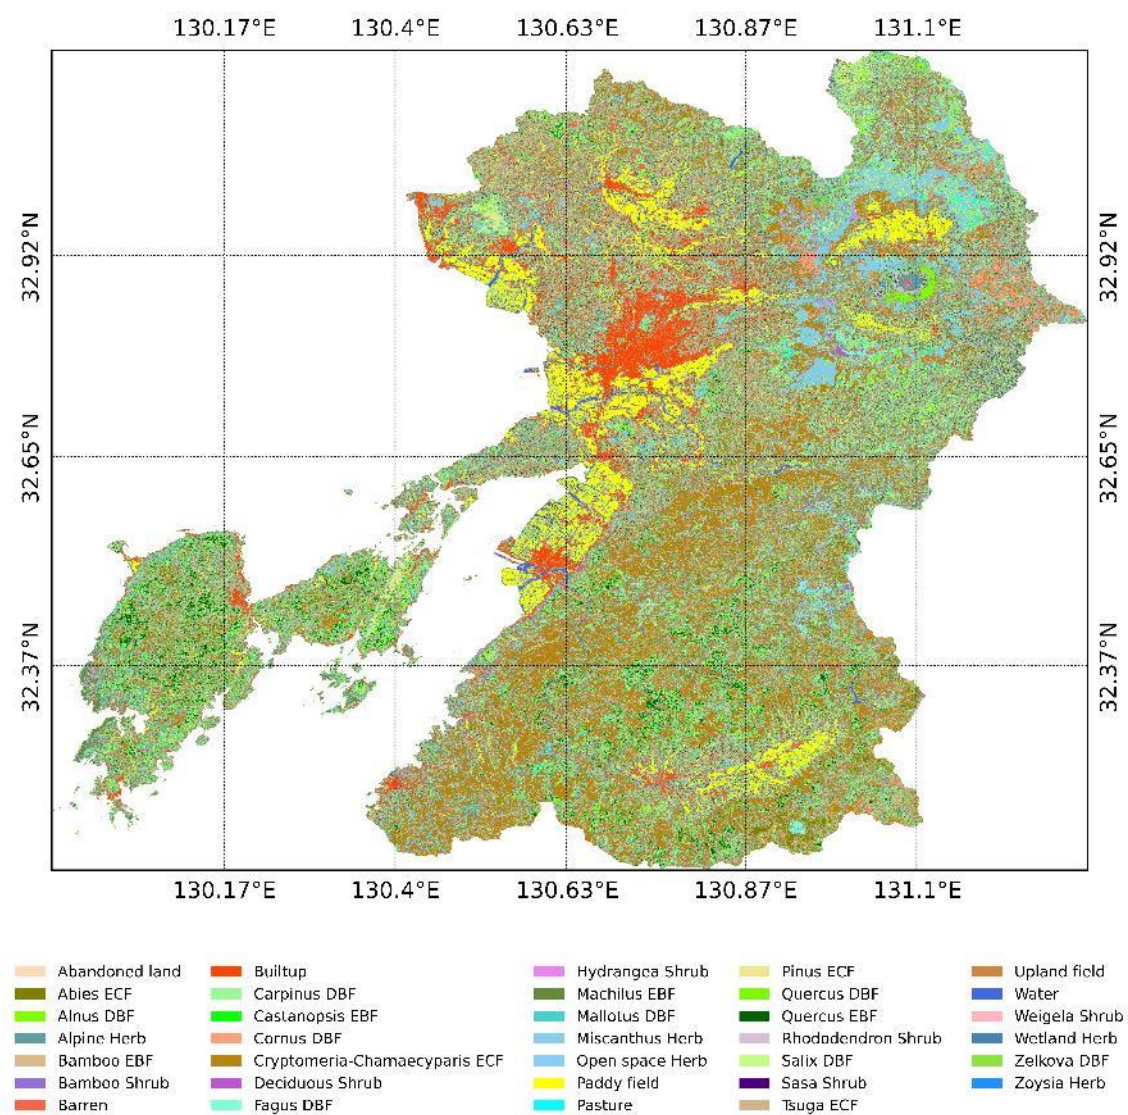 130.17°E 130.4°E 130.63°E 130.87°E 131.1°E
32.92°N 32.92°N
32.65°N 32.65°N
32.37°N 32.37°N
130.17°E 130.4°E 130.63°E 130.87°E 131.1°E
Abandoned land Builtup Hydrangea Shrub Pinus ECF Upland field
Abies ECF Carpinus DBF Machilus EBF Quercus DBF Water
Alnus DBF Castanopsis EBF Mallotus DBF Quercus EBF Weigela Shrub
Alpine Herb Cornus DBF Miscanthus Herb Rhododendron Shrub Wetland Herb
Bamboo EBF Cryptomeria-Chamaecyparis ECF Open space Herb Salix DBF Zelkova DBF
Bamboo Shrub Deciduous Shrub Paddy field Sasa Shrub Zoysia Herb
Barren Fagus DBF Pasture Tsuga ECF